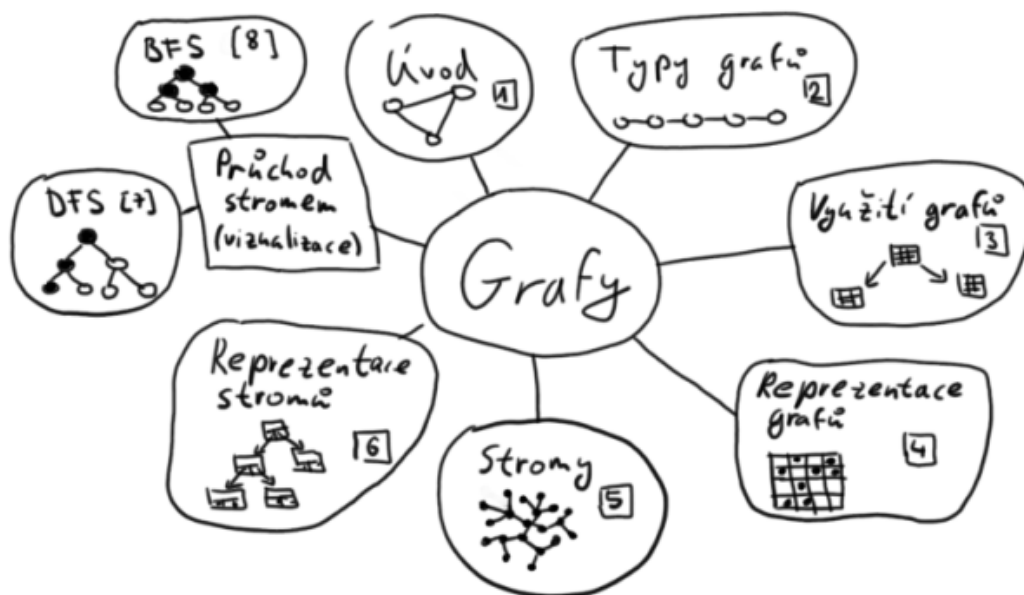 BFS [8]
Úvod
1
Typy grafů
2
DFS [7]
Průchod
stromem
(vizualizace)
Využití grafů
3
Grafy
Reprezentace
stromů
6
Stromy
5
Reprezentace
grafů
4